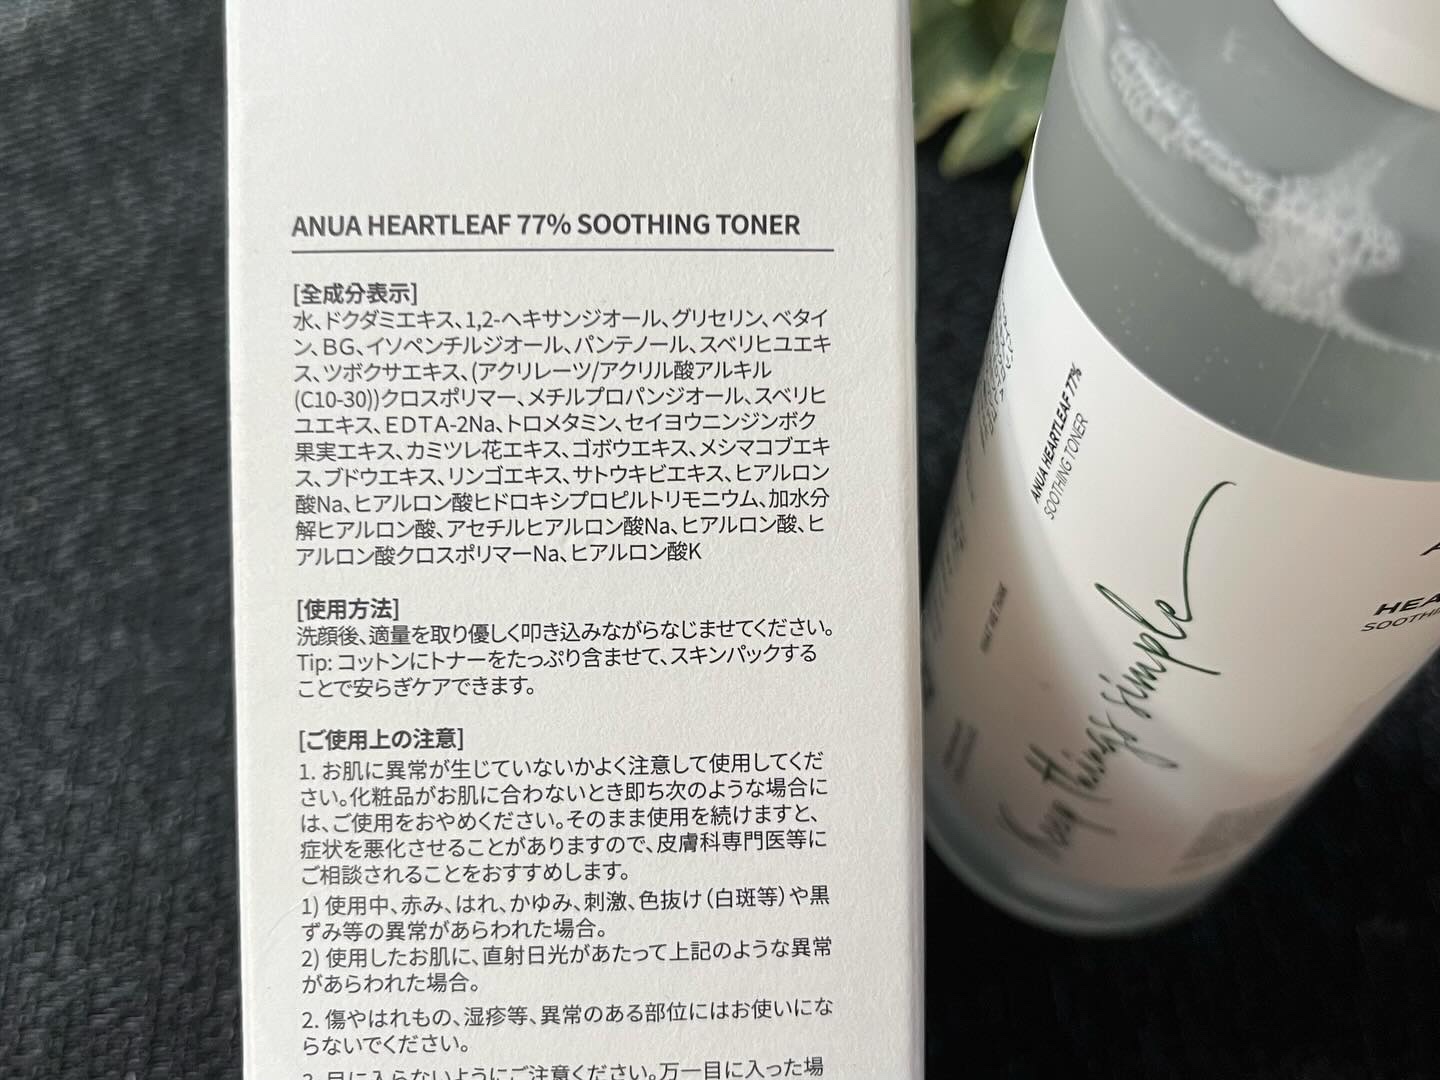 ANUA HEARTLEAF 77% SOOTHING TONER
[全成分表示]
水、ドクダミエキス、1,2-ヘキサンジオール、グリセリン、ベタイ
ン、BG、イソペンチルジオール、パンテノール、スベリヒユエキ
ス、ツボクサエキス、(アクリレーツ/アクリル酸アルキル
(C10-30))クロスポリマー、メチルプロパンジオール、スベリヒ
ユエキス、EDTA-2Na、トロメタミン、セイヨウニンジンボク
果実エキス、カミツレ花エキス、ゴボウエキス、メシマコブエキ
ス、ブドウエキス、リンゴエキス、サトウキビエキス、ヒアルロン
酸Na、ヒアルロン酸ヒドロキシプロピルトリモニウム、加水分
解ヒアルロン酸、アセチルヒアルロン酸Na、ヒアルロン酸、ヒ
アルロン酸クロスポリマーNa、ヒアルロン酸K
[使用方法]
洗顔後、適量を取り優しく叩き込みながらなじませてください。
Tip: コットンにトナーをたっぷり含ませて、スキンパックする
ことで安らぎケアできます。
[ご使用上の注意]
1. お肌に異常が生じていないかよく注意して使用してくだ
さい。化粧品がお肌に合わないとき即ち次のような場合に
は、ご使用をおやめください。そのまま使用を続けますと、
症状を悪化させることがありますので、皮膚科専門医等に
ご相談されることをおすすめします。
1) 使用中、赤み、はれ、かゆみ、刺激、色抜け(白斑等)や黒
ずみ等の異常があらわれた場合。
2) 使用したお肌に、直射日光があたって上記のような異常
があらわれた場合。
2. 傷やはれもの、湿疹等、異常のある部位にはお使いにな
らないでください。
3. 目に入らないようにご注意ください。万一目に入った場
ANUA HEARTLEAF 77%
SOOTHING TONER
Keep things simple
HEA
SOOTHI